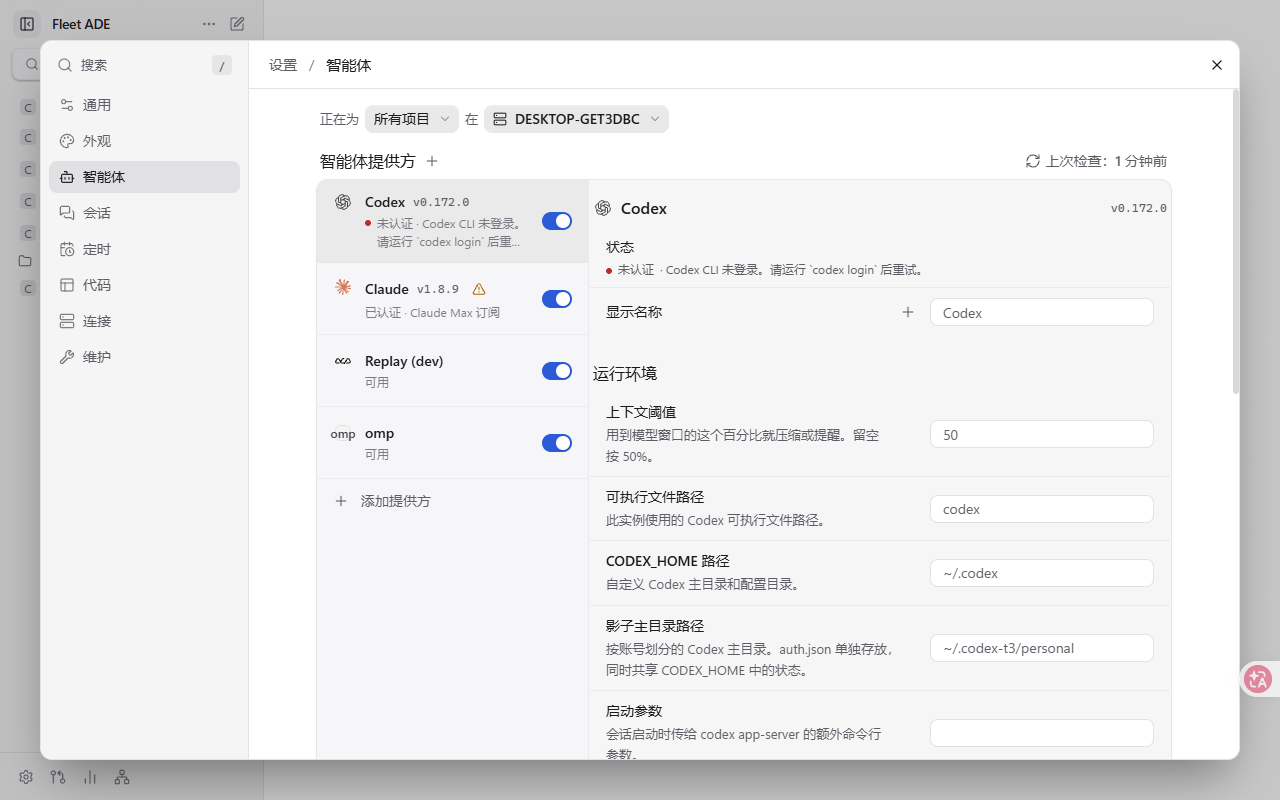 Fleet ADE
搜索
/
设置 / 智能体
通用
外观
智能体
会话
定时
代码
连接
维护
C
C
C
C
C
C
正在为 所有项目 在 DESKTOP-GET3DBC
智能体提供方
上次检查：1 分钟前
Codex v0.172.0
未认证 · Codex CLI 未登录。
请运行 `codex login` 后重...
Claude v1.8.9
已认证 · Claude Max 订阅
Replay (dev)
可用
omp omp
可用
添加提供方
Codex v0.172.0
状态
未认证 · Codex CLI 未登录。请运行 `codex login` 后重试。
显示名称
Codex
运行环境
上下文阈值
用到模型窗口的这个百分比就压缩或提醒。留空
按 50%。
50
可执行文件路径
此实例使用的 Codex 可执行文件路径。
codex
CODEX_HOME 路径
自定义 Codex 主目录和配置目录。
~/.codex
影子主目录路径
按账号划分的 Codex 主目录。auth.json 单独存放，
同时共享 CODEX_HOME 中的状态。
~/.codex-t3/personal
启动参数
会话启动时传给 codex app-server 的额外命令行
参数。